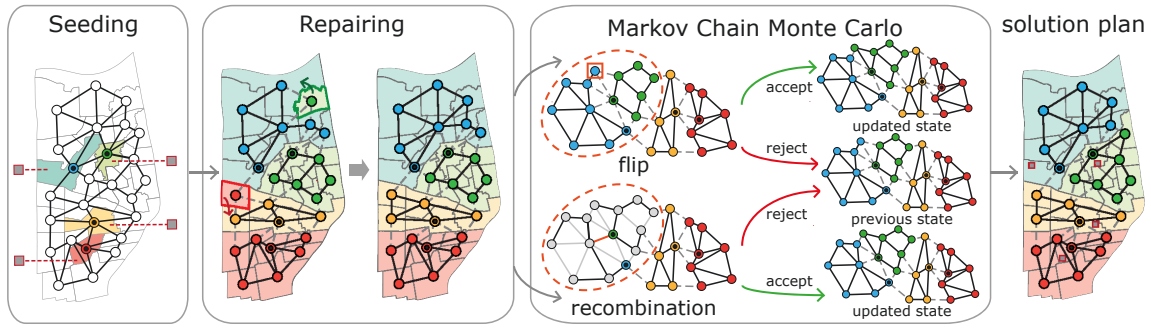 Seeding
Repairing
Markov Chain Monte Carlo
solution plan
flip
recombination
accept
reject
reject
accept
updated state
previous state
updated state